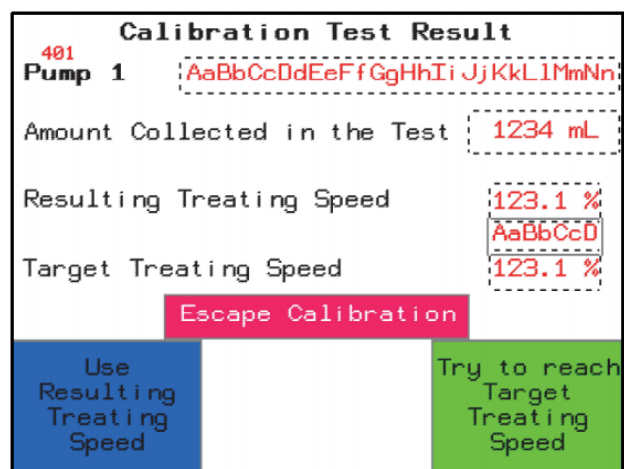 Calibration Test Result
401
Pump 1 AaBbCcDdEeFfGgHhIiJjKkLlMmNn
Amount Collected in the Test 1234 mL
Resulting Treating Speed 123.1 %
AaBbCcD
Target Treating Speed 123.1 %
Escape Calibration
Use
Resulting
Treating
Speed
Try to reach
Target
Treating
Speed